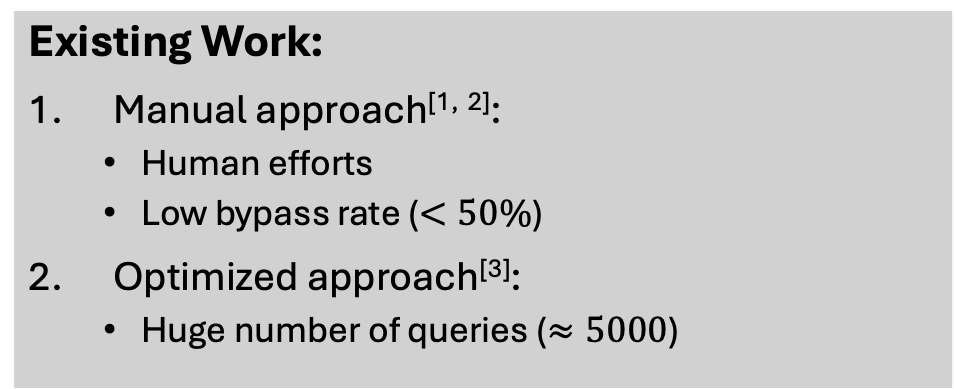 Existing Work:
1. Manual approach[1, 2]:
• Human efforts
• Low bypass rate (< 50%)
2. Optimized approach[3]:
• Huge number of queries (≈ 5000)